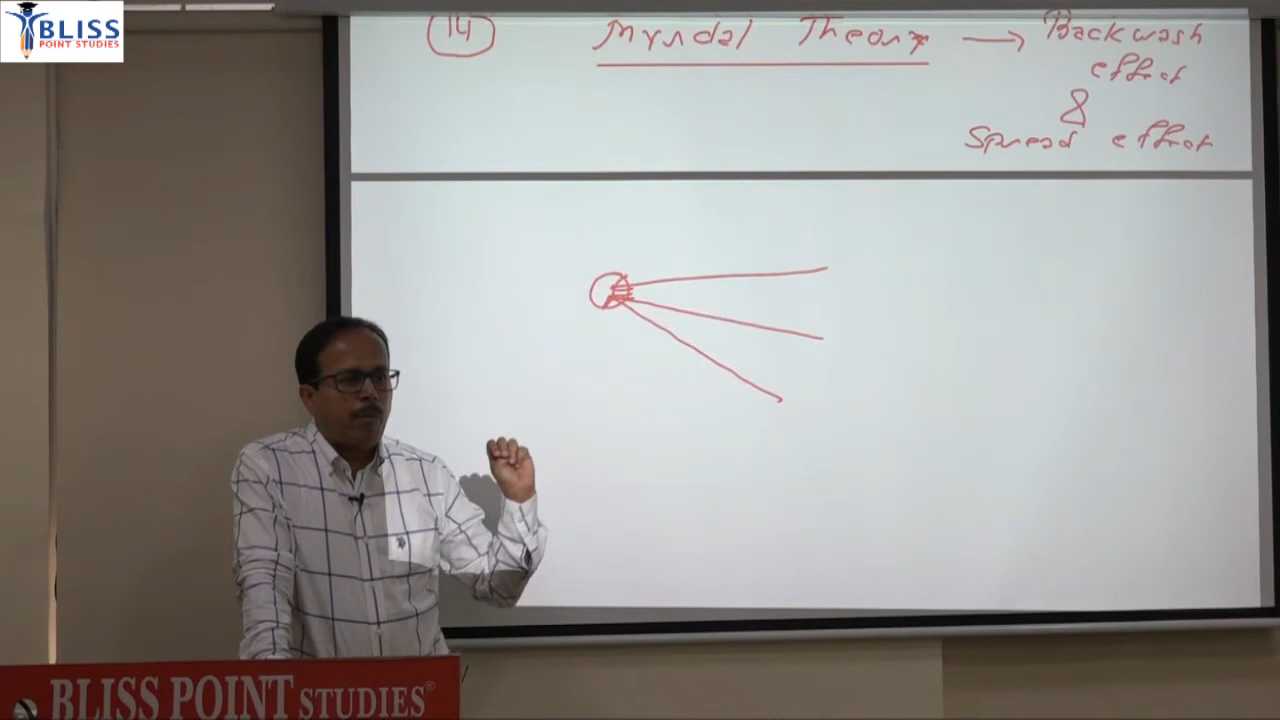 BLISS
POINT STUDIES
14 Myrdal Theory → Backwash
effect
&
Spread effect
BLISS POINT STUDIES®